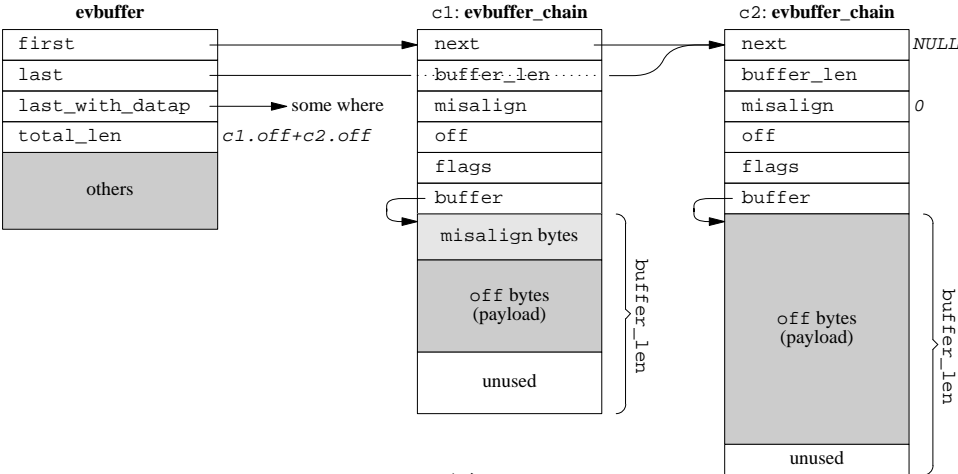 evbuffer
first
last
last_with_datap
some where
total_len
c1.off+c2.off
others
c1: evbuffer_chain
next
buffer_len
misalign
off
flags
buffer
misalign bytes
off bytes
(payload)
unused
buffer_len
c2: evbuffer_chain
next
NULL
buffer_len
misalign
0
off
flags
buffer
off bytes
(payload)
unused
buffer_len